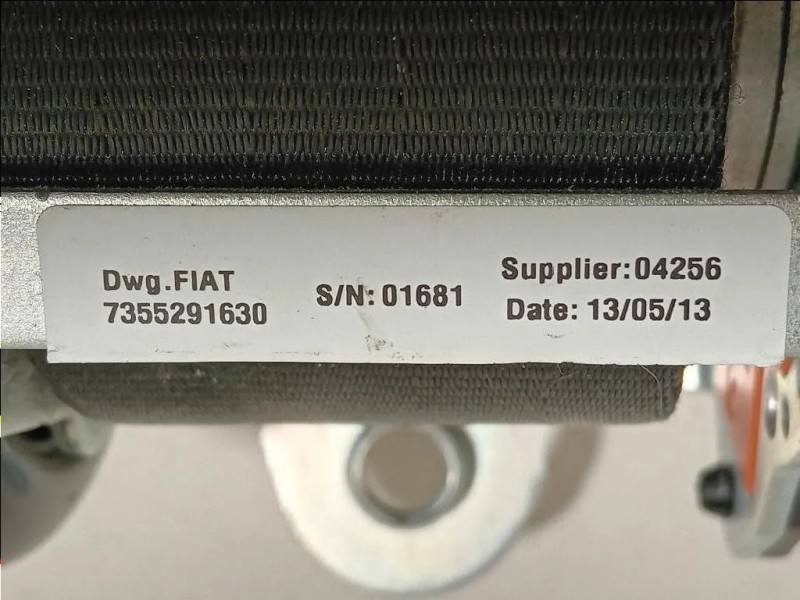 Dwg.FIAT
7355291630
S/N: 01681
Supplier:04256
Date: 13/05/13